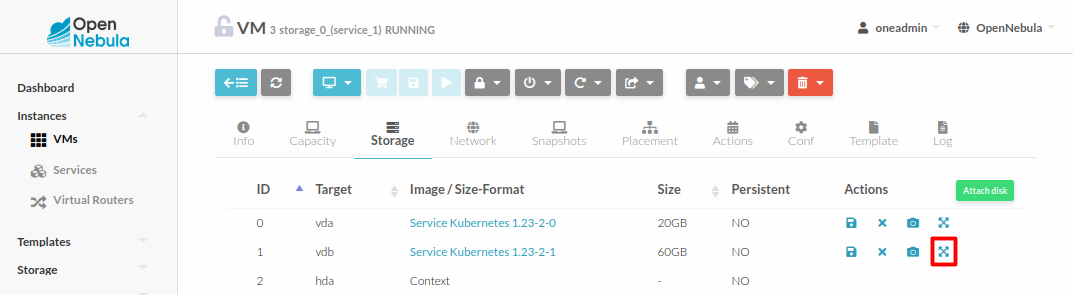 Open
Nebula
VM 3 storage_0_(service_1) RUNNING
oneadmin
OpenNebula
Dashboard
Instances
VMs
Services
Virtual Routers
Templates
Storage
Info
Capacity
Storage
Network
Snapshots
Placement
Actions
Conf
Template
Log
ID Target Image / Size-Format Size Persistent Actions Attach disk
0 vda Service Kubernetes 1.23-2-0 20GB NO
1 vdb Service Kubernetes 1.23-2-1 60GB NO
2 hda Context - NO